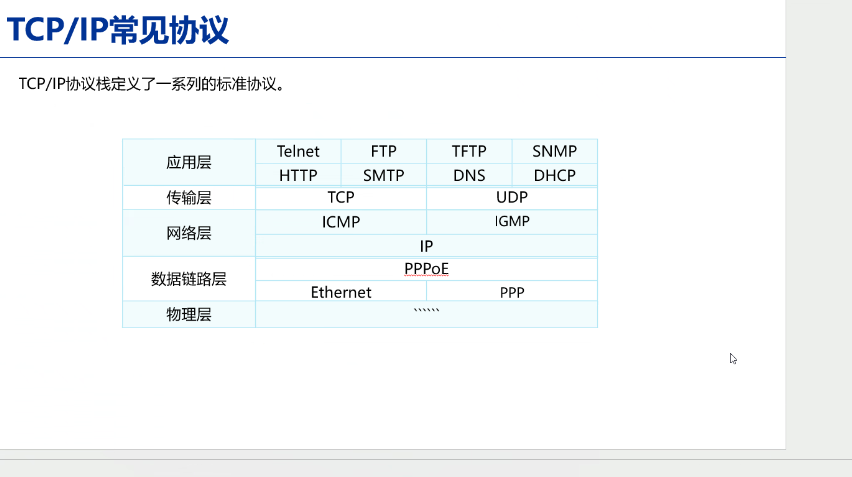 TCP/IP常见协议
TCP/IP协议栈定义了一系列的标准协议。
应用层 Telnet FTP TFTP SNMP
HTTP SMTP DNS DHCP
传输层 TCP UDP
网络层 ICMP IGMP
IP
数据链路层 PPPoE
Ethernet PPP
物理层 ``````